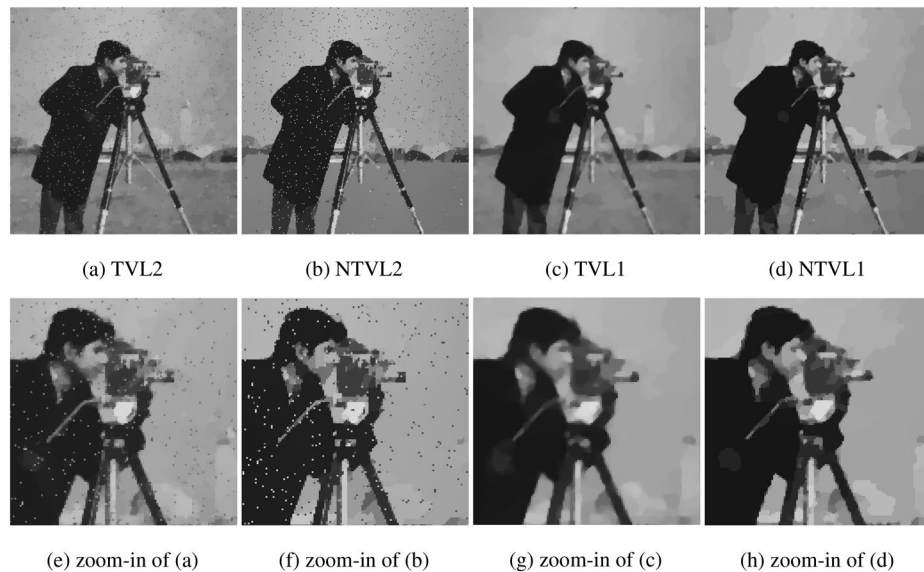 (a) TVL2
(b) NTVL2
(c) TVL1
(d) NTVL1
(e) zoom-in of (a)
(f) zoom-in of (b)
(g) zoom-in of (c)
(h) zoom-in of (d)